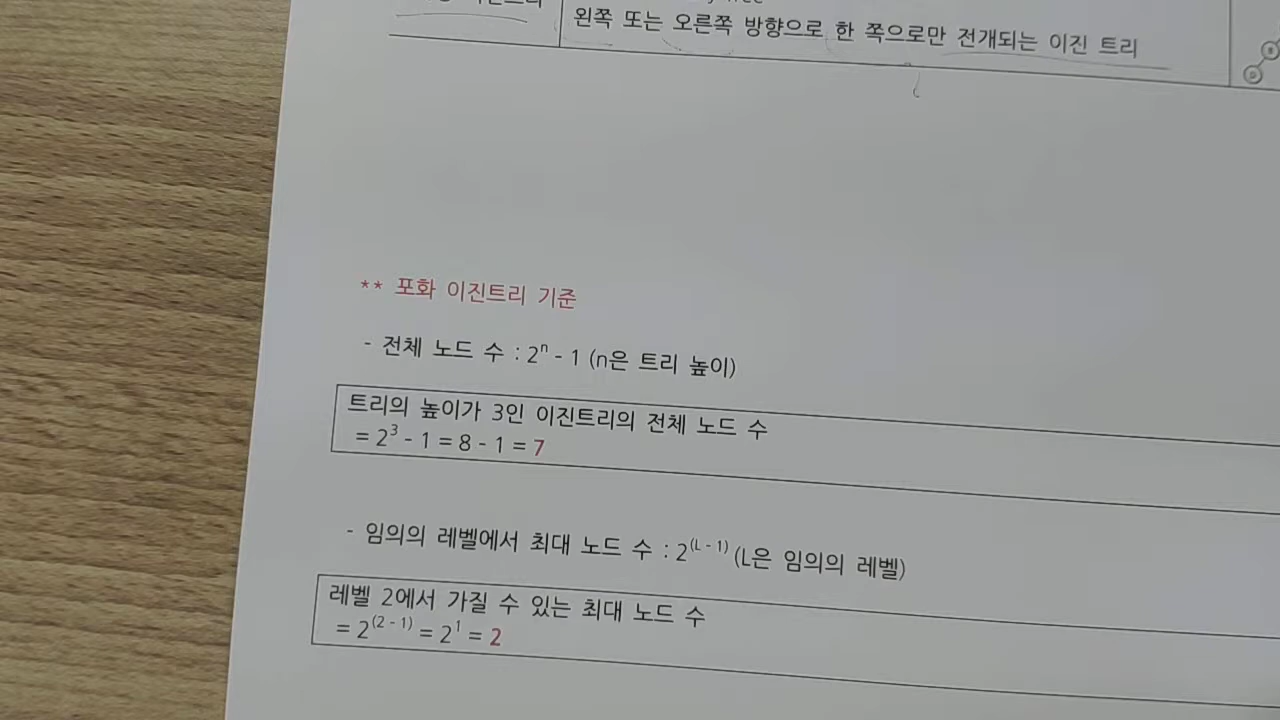 왼쪽 또는 오른쪽 방향으로 한 쪽으로만 전개되는 이진 트리
** 포화 이진트리 기준
- 전체 노드 수 : 2ⁿ - 1 (n은 트리 높이)
트리의 높이가 3인 이진트리의 전체 노드 수
= 2³ - 1 = 8 - 1 = 7
- 임의의 레벨에서 최대 노드 수 : 2⁽ᴸ⁻¹⁾ (L은 임의의 레벨)
레벨 2에서 가질 수 있는 최대 노드 수
= 2⁽²⁻¹⁾ = 2¹ = 2